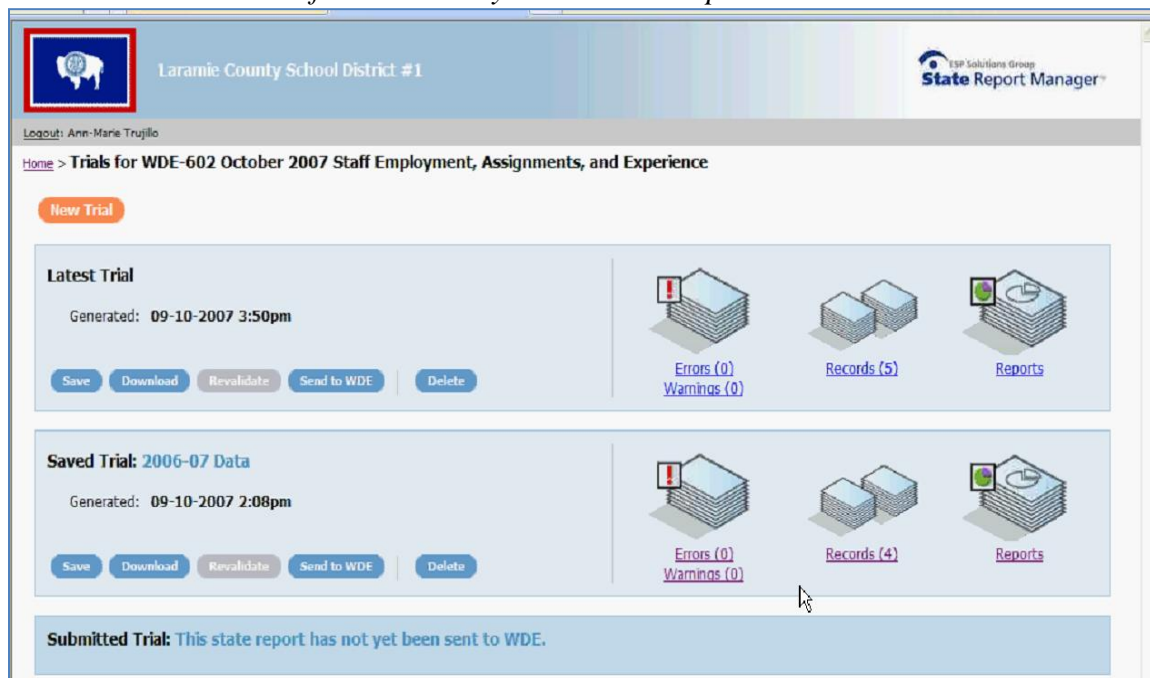 Laramie County School District #1
ESP Solutions Group
State Report Manager
Logout: Ann-Marie Trujillo
Home > Trials for WDE-602 October 2007 Staff Employment, Assignments, and Experience
New Trial
Latest Trial
Generated: 09-10-2007 3:50pm
Save Download Revalidate Send to WDE Delete
Errors (0) Records (5) Reports
Warnings (0)
Saved Trial: 2006-07 Data
Generated: 09-10-2007 2:08pm
Save Download Revalidate Send to WDE Delete
Errors (0) Records (4) Reports
Warnings (0)
Submitted Trial: This state report has not yet been sent to WDE.